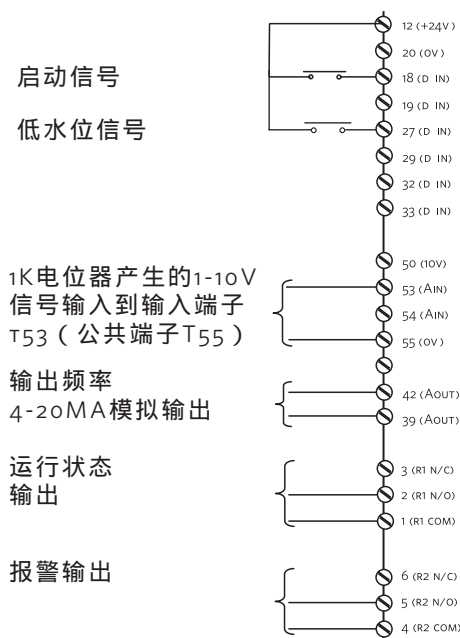 12 (+24V)
20 (0V)
启动信号
18 (D IN)
19 (D IN)
低水位信号
27 (D IN)
29 (D IN)
32 (D IN)
33 (D IN)
50 (10V)
1K电位器产生的1-10V
信号输入到输入端子
T53（公共端子T55）
53 (AIN)
54 (AIN)
55 (0V)
输出频率
4-20MA模拟输出
42 (AOUT)
39 (AOUT)
运行状态
输出
3 (R1 N/C)
2 (R1 N/O)
1 (R1 COM)
报警输出
6 (R2 N/C)
5 (R2 N/O)
4 (R2 COM)